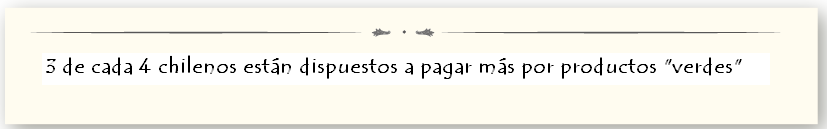 3 de cada 4 chilenos están dispuestos a pagar más por productos "verdes"